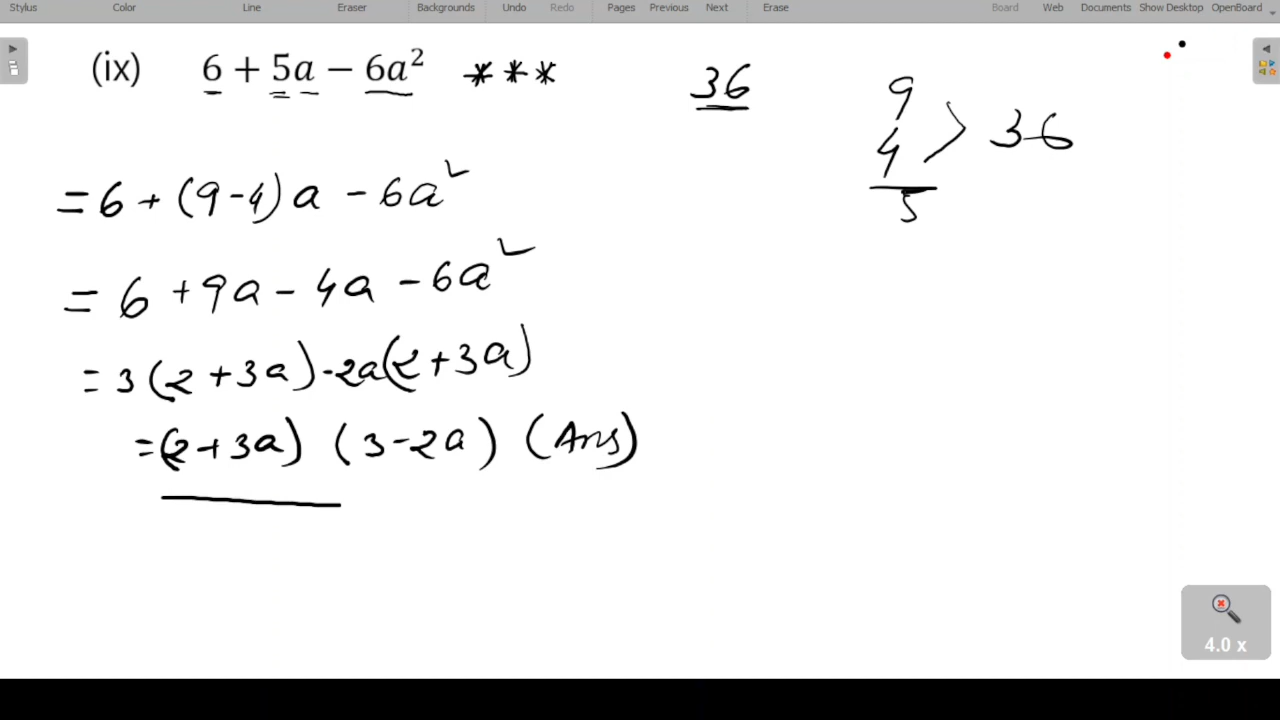 Stylus Color Line Eraser Backgrounds Undo Redo Pages Previous Next Erase Board Web Documents Show Desktop OpenBoard
(ix) 6 + 5a − 6a² ***
36
9
4 > 36
5
= 6 + (9 - 4) a - 6a²
= 6 + 9a - 4a - 6a²
= 3 (2 + 3a) - 2a (2 + 3a)
= (2 + 3a) (3 - 2a) (Ans)
4.0 x